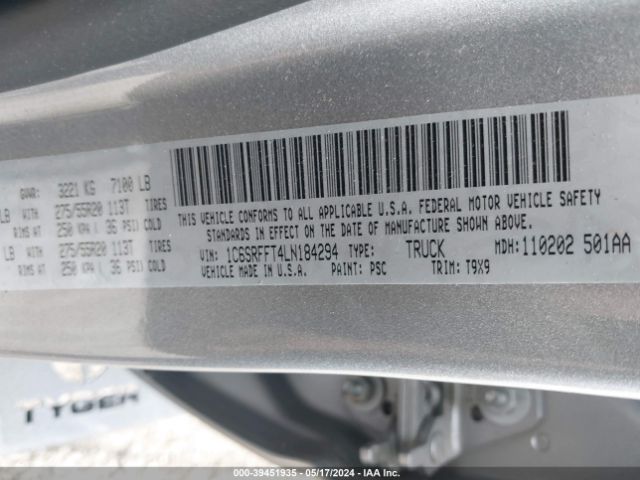 GVWR: 3221 KG 7100 LB
LB WITH 275/55R20 113T TIRES
RIMS AT 250 KPA ( 36 PSI) COLD
LB WITH 275/55R20 113T TIRES
RIMS AT 250 KPA ( 36 PSI) COLD
THIS VEHICLE CONFORMS TO ALL APPLICABLE U.S.A. FEDERAL MOTOR VEHICLE SAFETY
STANDARDS IN EFFECT ON THE DATE OF MANUFACTURE SHOWN ABOVE.
VIN: 1C6SRFFT4LN184294 TYPE: TRUCK MDH: 110202 501AA
VEHICLE MADE IN U.S.A. PAINT: PSC TRIM: T9X9
TYGER
000-39451935 - 05/17/2024 - IAA Inc.